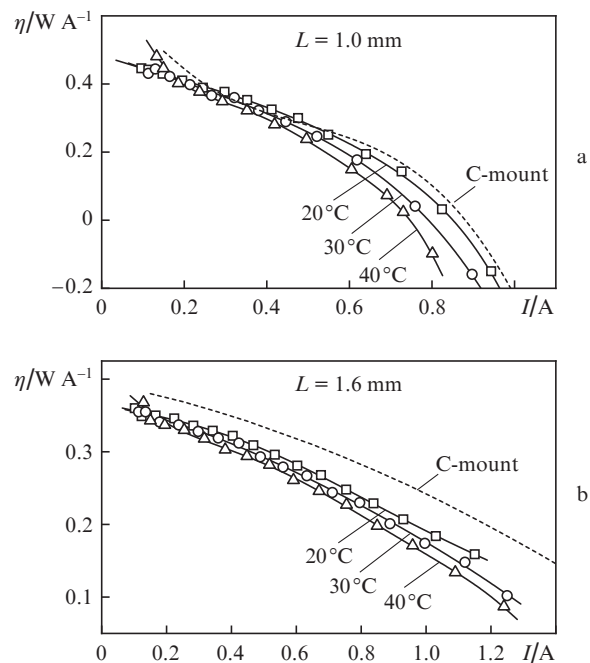 η/W A⁻¹
L = 1.0 mm
0.4
0.2
0
−0.2
C-mount
20 °C
30 °C
40 °C
a
0 0.2 0.4 0.6 0.8 I/A
η/W A⁻¹
L = 1.6 mm
0.3
0.2
0.1
C-mount
20 °C
30 °C
40 °C
b
0 0.2 0.4 0.6 0.8 1.0 1.2 I/A